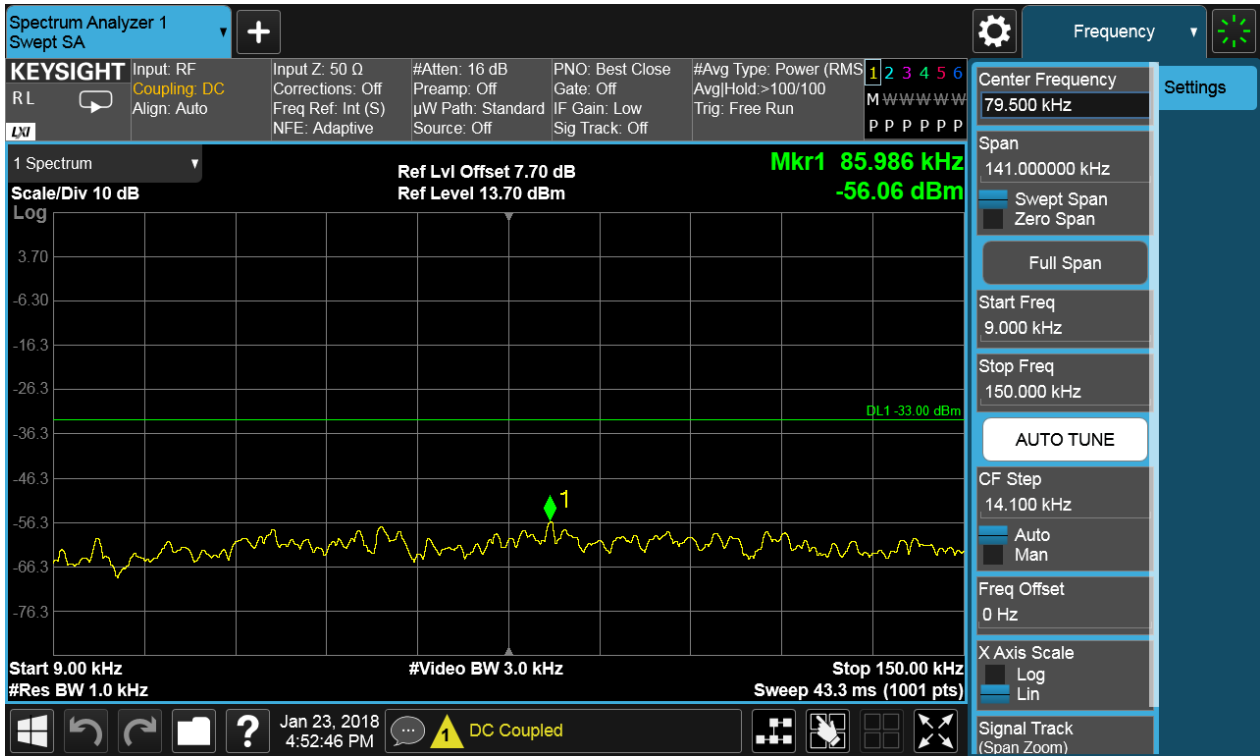 Spectrum Analyzer 1
Swept SA
+
Frequency
KEYSIGHT
RL
LXI
Input: RF
Coupling: DC
Align: Auto
Input Z: 50 Ω
Corrections: Off
Freq Ref: Int (S)
NFE: Adaptive
#Atten: 16 dB
Preamp: Off
µW Path: Standard
Source: Off
PNO: Best Close
Gate: Off
IF Gain: Low
Sig Track: Off
#Avg Type: Power (RMS
Avg|Hold:>100/100
Trig: Free Run
1 2 3 4 5 6
M W W W W W
P P P P P P
1 Spectrum
Scale/Div 10 dB
Log
Ref Lvl Offset 7.70 dB
Ref Level 13.70 dBm
Mkr1 85.986 kHz
-56.06 dBm
3.70
-6.30
-16.3
-26.3
-36.3
-46.3
-56.3
-66.3
-76.3
DL1 -33.00 dBm
1
Start 9.00 kHz
#Res BW 1.0 kHz
#Video BW 3.0 kHz
Stop 150.00 kHz
Sweep 43.3 ms (1001 pts)
Center Frequency
79.500 kHz
Span
141.000000 kHz
Swept Span
Zero Span
Full Span
Start Freq
9.000 kHz
Stop Freq
150.000 kHz
AUTO TUNE
CF Step
14.100 kHz
Auto
Man
Freq Offset
0 Hz
X Axis Scale
Log
Lin
Signal Track
(Span Zoom)
Settings
?
Jan 23, 2018
4:52:46 PM
1
DC Coupled